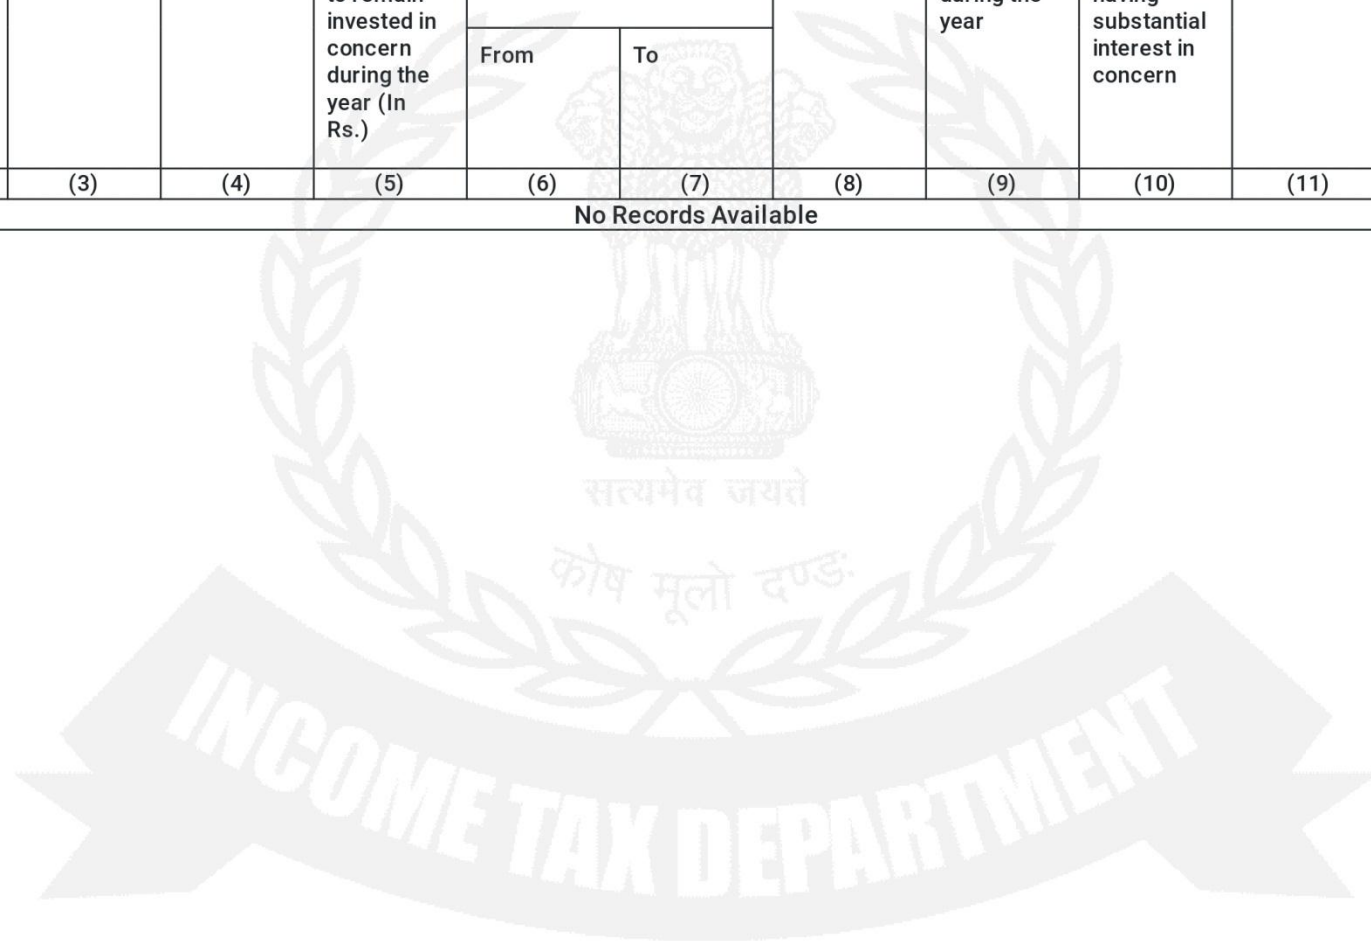 to remain
invested in
concern
during the
year (In
Rs.)
From
To
during the
year
having
substantial
interest in
concern
(3) (4) (5) (6) (7) (8) (9) (10) (11)
No Records Available
सत्यमेव जयते
कोष मूलो दण्डः
INCOME TAX DEPARTMENT